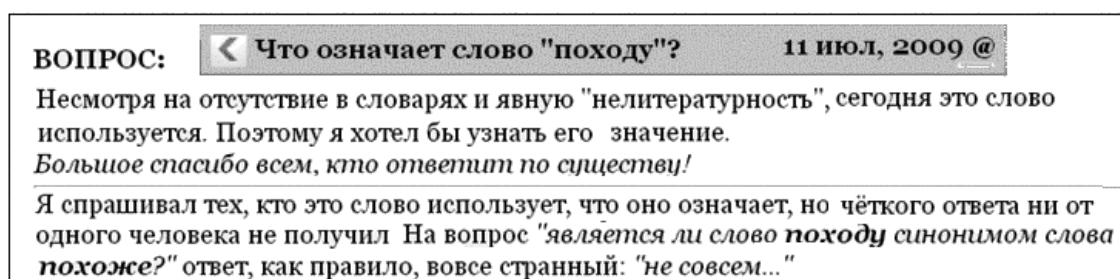 ВОПРОС: Что означает слово "походу"? 11 июл, 2009 @
Несмотря на отсутствие в словарях и явную "нелитературность", сегодня это слово
используется. Поэтому я хотел бы узнать его значение.
Большое спасибо всем, кто ответит по существу!
Я спрашивал тех, кто это слово использует, что оно означает, но чёткого ответа ни от
одного человека не получил На вопрос "является ли слово походу синонимом слова
похоже?" ответ, как правило, вовсе странный: "не совсем..."